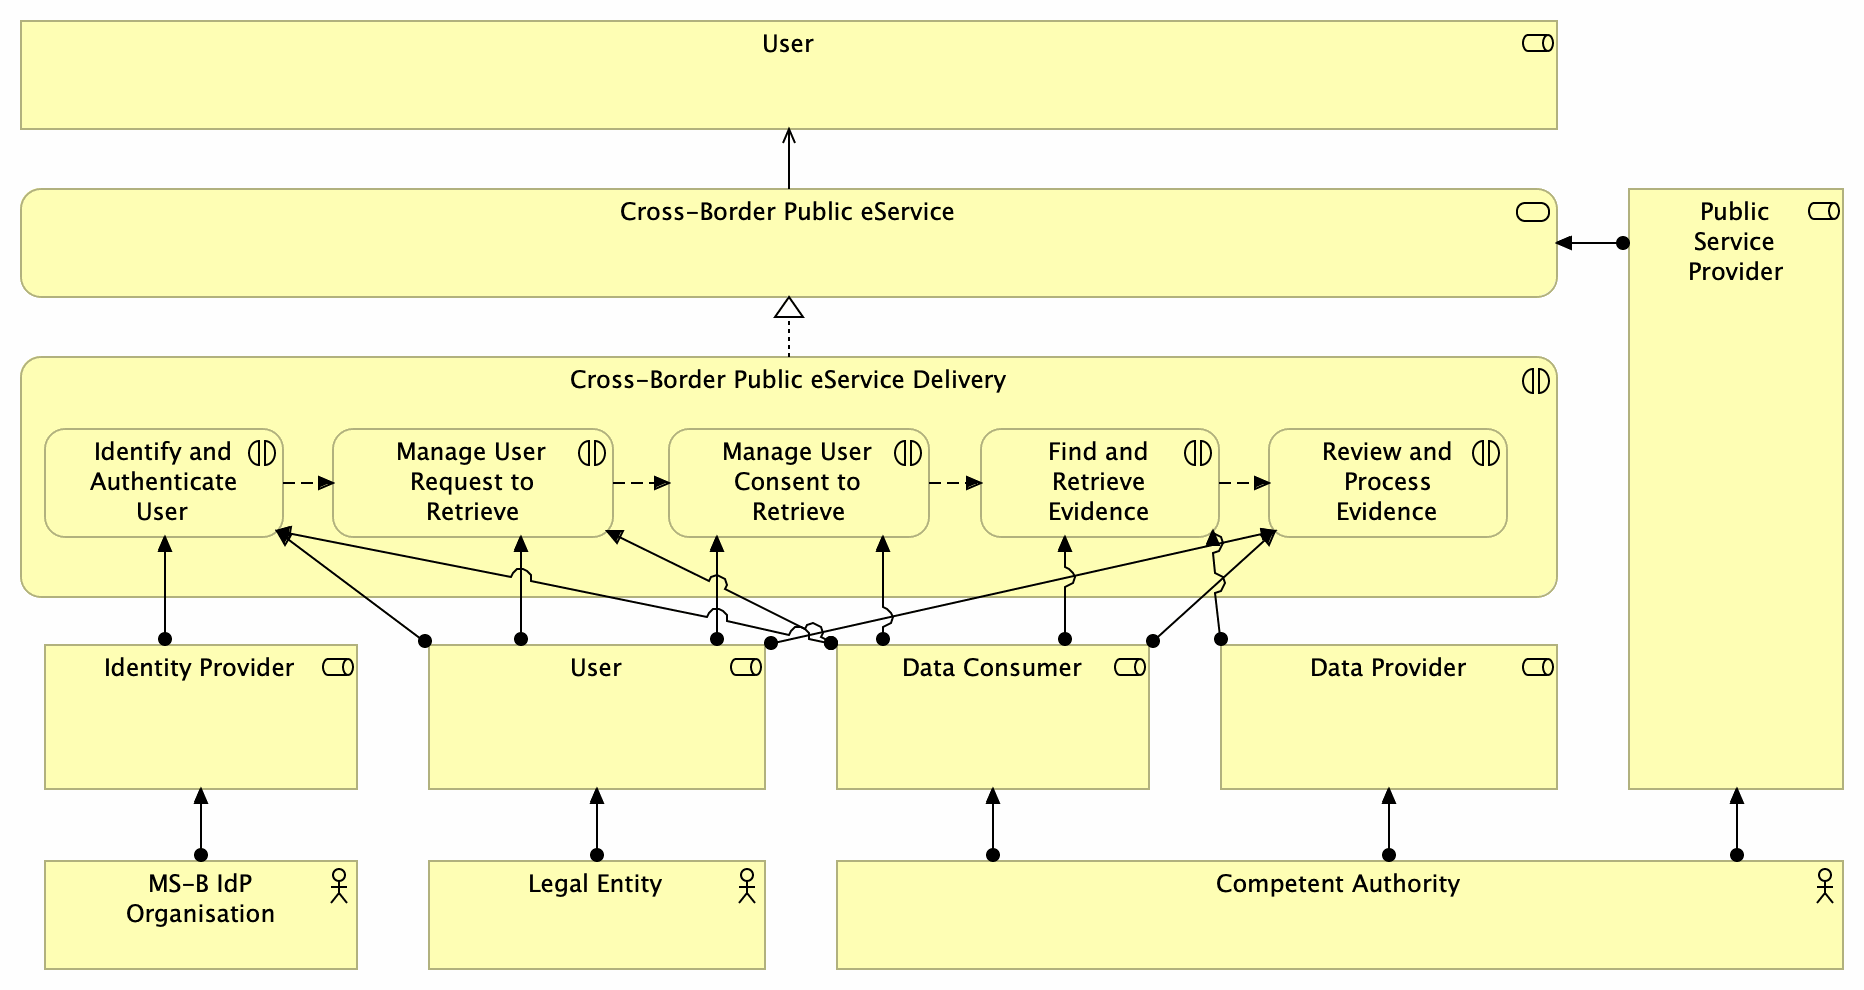 User
Cross-Border Public eService
Public
Service
Provider
Cross-Border Public eService Delivery
Identify and
Authenticate
User
Manage User
Request to
Retrieve
Manage User
Consent to
Retrieve
Find and
Retrieve
Evidence
Review and
Process
Evidence
Identity Provider
User
Data Consumer
Data Provider
MS-B IdP
Organisation
Legal Entity
Competent Authority